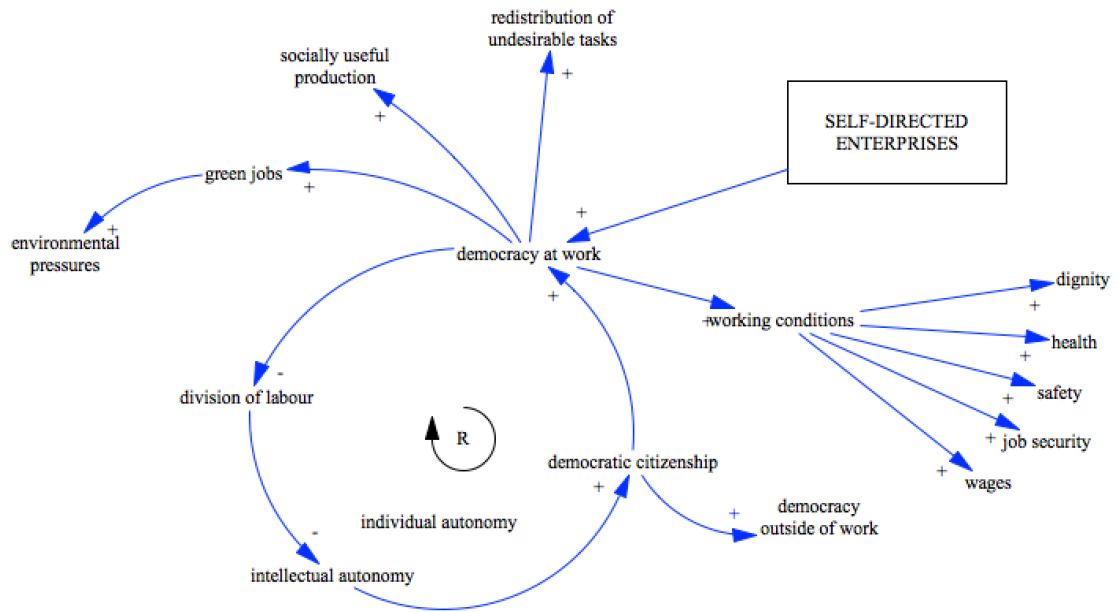 redistribution of
undesirable tasks
+
socially useful
production
+
SELF-DIRECTED
ENTERPRISES
green jobs
+
+
+
environmental
pressures
democracy at work
+
dignity
+
+working conditions
health
+
-
division of labour
safety
+
R
+ job security
democratic citizenship
+
+
wages
democracy
outside of work
+
individual autonomy
-
intellectual autonomy